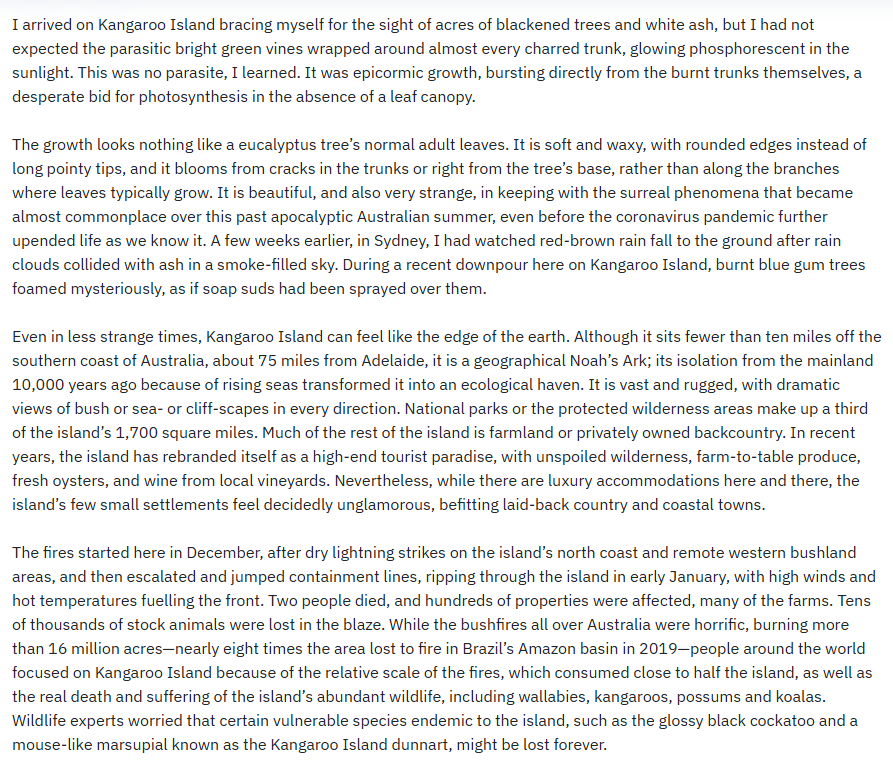 I arrived on Kangaroo Island bracing myself for the sight of acres of blackened trees and white ash, but I had not
expected the parasitic bright green vines wrapped around almost every charred trunk, glowing phosphorescent in the
sunlight. This was no parasite, I learned. It was epicormic growth, bursting directly from the burnt trunks themselves, a
desperate bid for photosynthesis in the absence of a leaf canopy.
The growth looks nothing like a eucalyptus tree’s normal adult leaves. It is soft and waxy, with rounded edges instead of
long pointy tips, and it blooms from cracks in the trunks or right from the tree’s base, rather than along the branches
where leaves typically grow. It is beautiful, and also very strange, in keeping with the surreal phenomena that became
almost commonplace over this past apocalyptic Australian summer, even before the coronavirus pandemic further
upended life as we know it. A few weeks earlier, in Sydney, I had watched red-brown rain fall to the ground after rain
clouds collided with ash in a smoke-filled sky. During a recent downpour here on Kangaroo Island, burnt blue gum trees
foamed mysteriously, as if soap suds had been sprayed over them.
Even in less strange times, Kangaroo Island can feel like the edge of the earth. Although it sits fewer than ten miles off the
southern coast of Australia, about 75 miles from Adelaide, it is a geographical Noah’s Ark; its isolation from the mainland
10,000 years ago because of rising seas transformed it into an ecological haven. It is vast and rugged, with dramatic
views of bush or sea- or cliff-scapes in every direction. National parks or the protected wilderness areas make up a third
of the island’s 1,700 square miles. Much of the rest of the island is farmland or privately owned backcountry. In recent
years, the island has rebranded itself as a high-end tourist paradise, with unspoiled wilderness, farm-to-table produce,
fresh oysters, and wine from local vineyards. Nevertheless, while there are luxury accommodations here and there, the
island’s few small settlements feel decidedly unglamorous, befitting laid-back country and coastal towns.
The fires started here in December, after dry lightning strikes on the island’s north coast and remote western bushland
areas, and then escalated and jumped containment lines, ripping through the island in early January, with high winds and
hot temperatures fuelling the front. Two people died, and hundreds of properties were affected, many of the farms. Tens
of thousands of stock animals were lost in the blaze. While the bushfires all over Australia were horrific, burning more
than 16 million acres—nearly eight times the area lost to fire in Brazil’s Amazon basin in 2019—people around the world
focused on Kangaroo Island because of the relative scale of the fires, which consumed close to half the island, as well as
the real death and suffering of the island’s abundant wildlife, including wallabies, kangaroos, possums and koalas.
Wildlife experts worried that certain vulnerable species endemic to the island, such as the glossy black cockatoo and a
mouse-like marsupial known as the Kangaroo Island dunnart, might be lost forever.